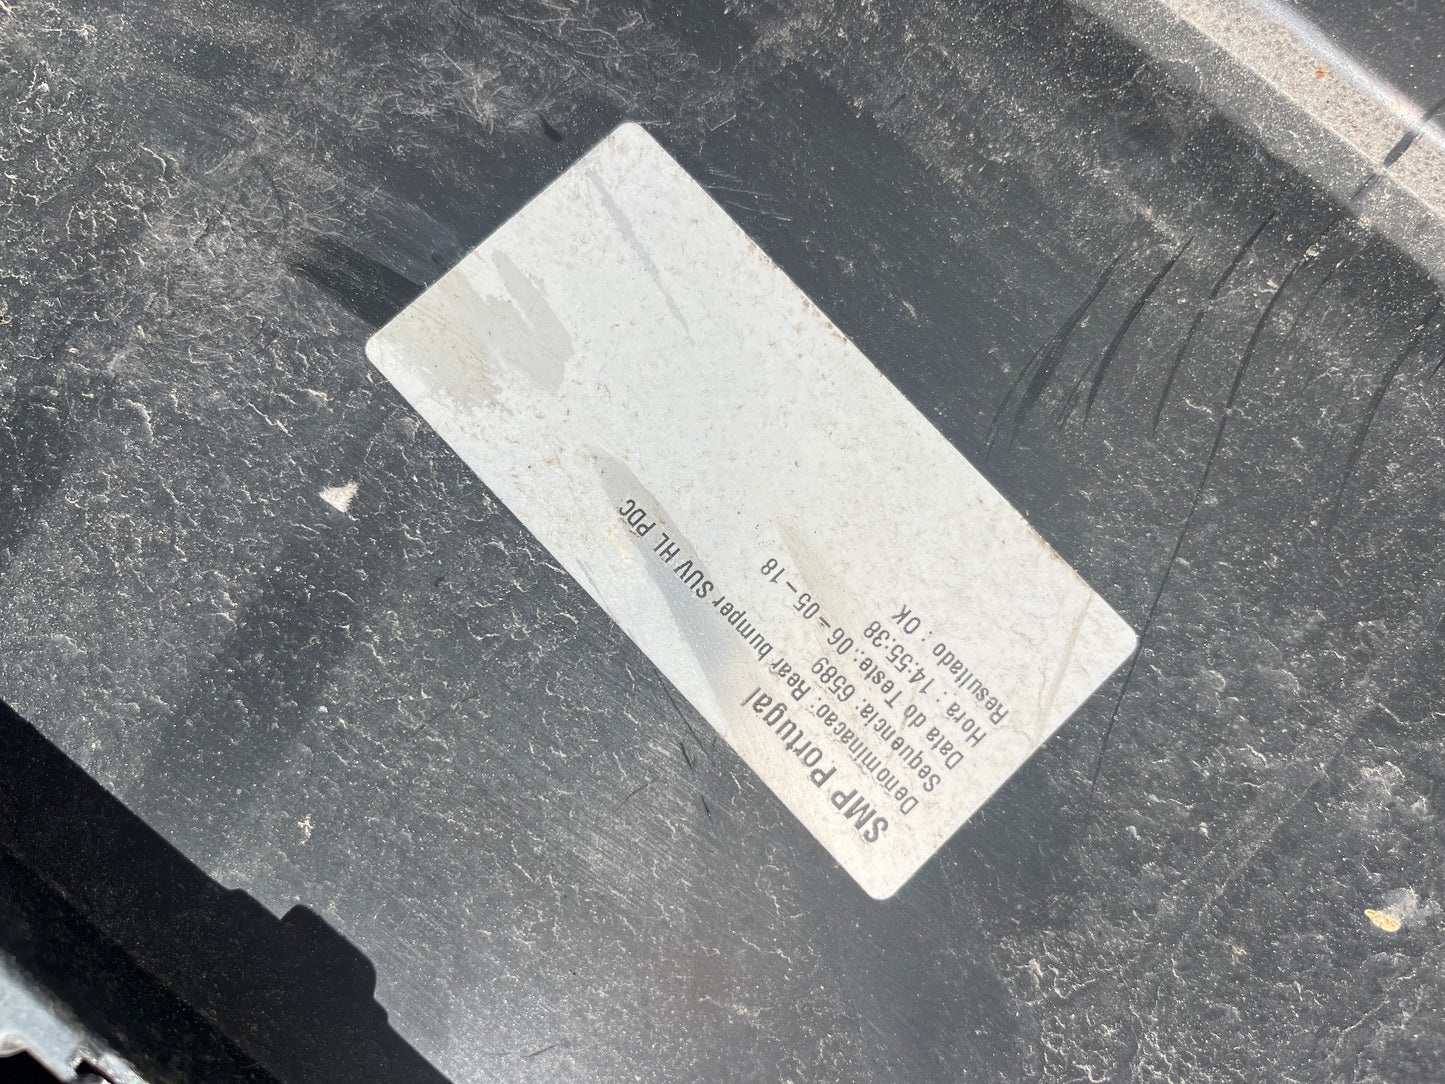 SMP Portugal
Denominacao: Rear bumper SUV HL PDC
Sequencia: 6589
Data do Teste: 06-05-18
Hora : 14:55:38
Resultado : OK